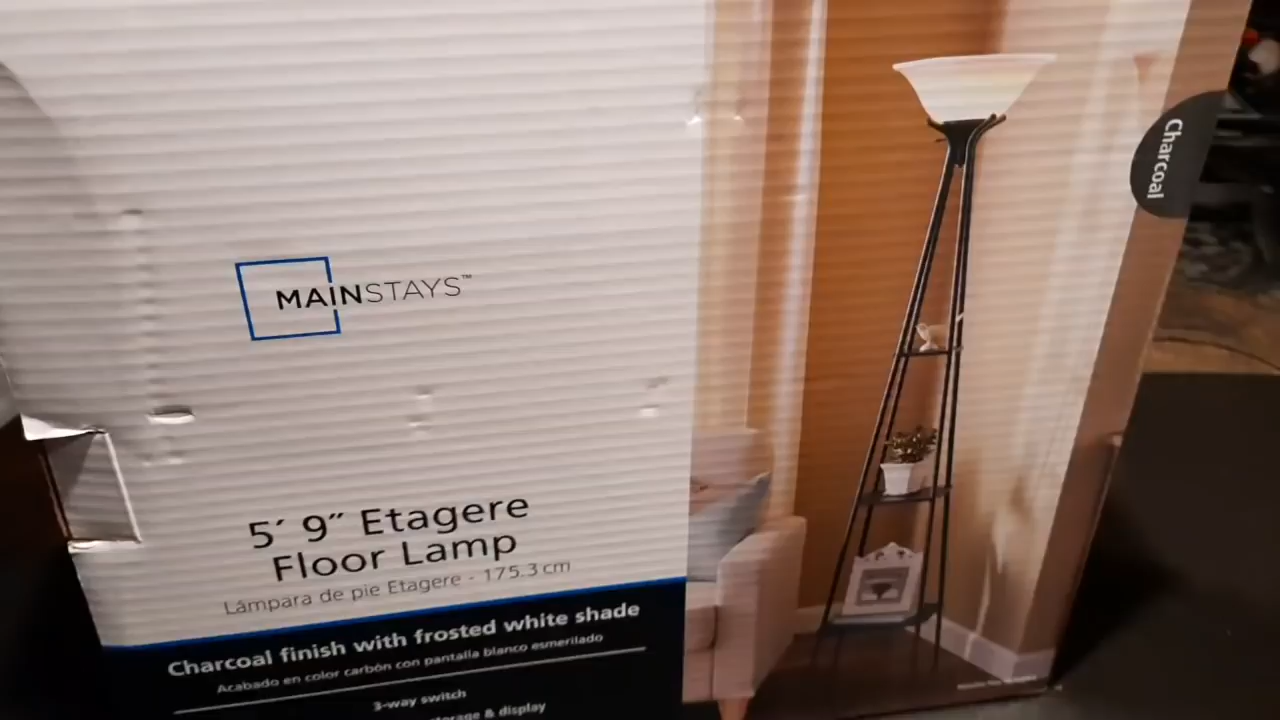 MAINSTAYS™
5´ 9˝ Etagere
Floor Lamp
Lámpara de pie Etagere - 175.3 cm
Charcoal finish with frosted white shade
Acabado en color carbón con pantalla blanco esmerilado
3-way switch
& display
Charcoal